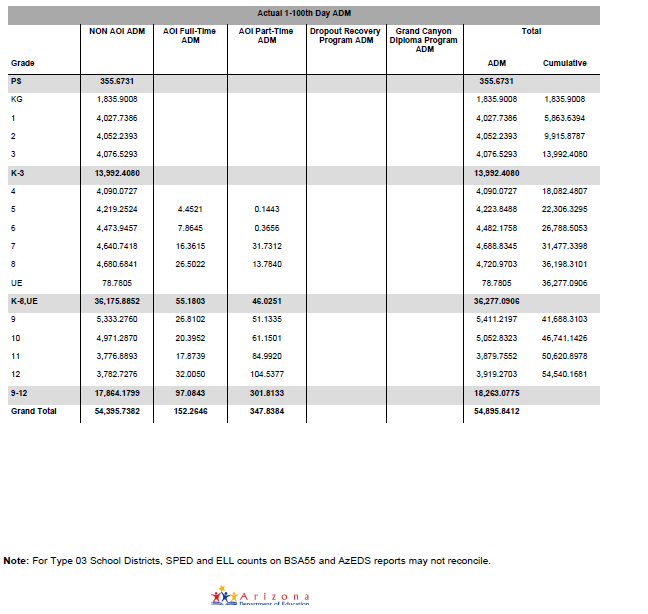 Actual 1-100th Day ADM
NON AOI ADM AOI Full-Time AOI Part-Time Dropout Recovery Grand Canyon Total
ADM ADM Program ADM Diploma Program
ADM
Grade ADM Cumulative
PS 355.6731 355.6731
KG 1,835.9008 1,835.9008 1,835.9008
1 4,027.7386 4,027.7386 5,863.6394
2 4,052.2393 4,052.2393 9,915.8787
3 4,076.5293 4,076.5293 13,992.4080
K-3 13,992.4080 13,992.4080
4 4,090.0727 4,090.0727 18,082.4807
5 4,219.2524 4.4521 0.1443 4,223.8488 22,306.3295
6 4,473.9457 7.8645 0.3656 4,482.1758 26,788.5053
7 4,640.7418 16.3615 31.7312 4,688.8345 31,477.3398
8 4,680.6841 26.5022 13.7840 4,720.9703 36,198.3101
UE 78.7805 78.7805 36,277.0906
K-8,UE 36,175.8852 55.1803 46.0251 36,277.0906
9 5,333.2760 26.8102 51.1335 5,411.2197 41,688.3103
10 4,971.2870 20.3952 61.1501 5,052.8323 46,741.1426
11 3,776.8893 17.8739 84.9920 3,879.7552 50,620.8978
12 3,782.7276 32.0050 104.5377 3,919.2703 54,540.1681
9-12 17,864.1799 97.0843 301.8133 18,263.0775
Grand Total 54,395.7382 152.2646 347.8384 54,895.8412
Note: For Type 03 School Districts, SPED and ELL counts on BSA55 and AzEDS reports may not reconcile.
Arizona
Department of Education